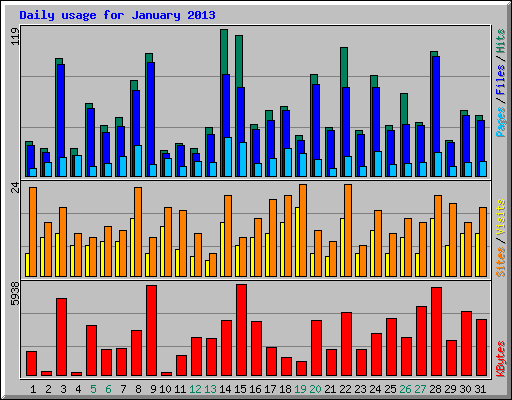 Daily usage for January 2013
119
Pages / Files / Hits
24
Sites / Visits
5938
KBytes
1 2 3 4 5 6 7 8 9 10 11 12 13 14 15 16 17 18 19 20 21 22 23 24 25 26 27 28 29 30 31